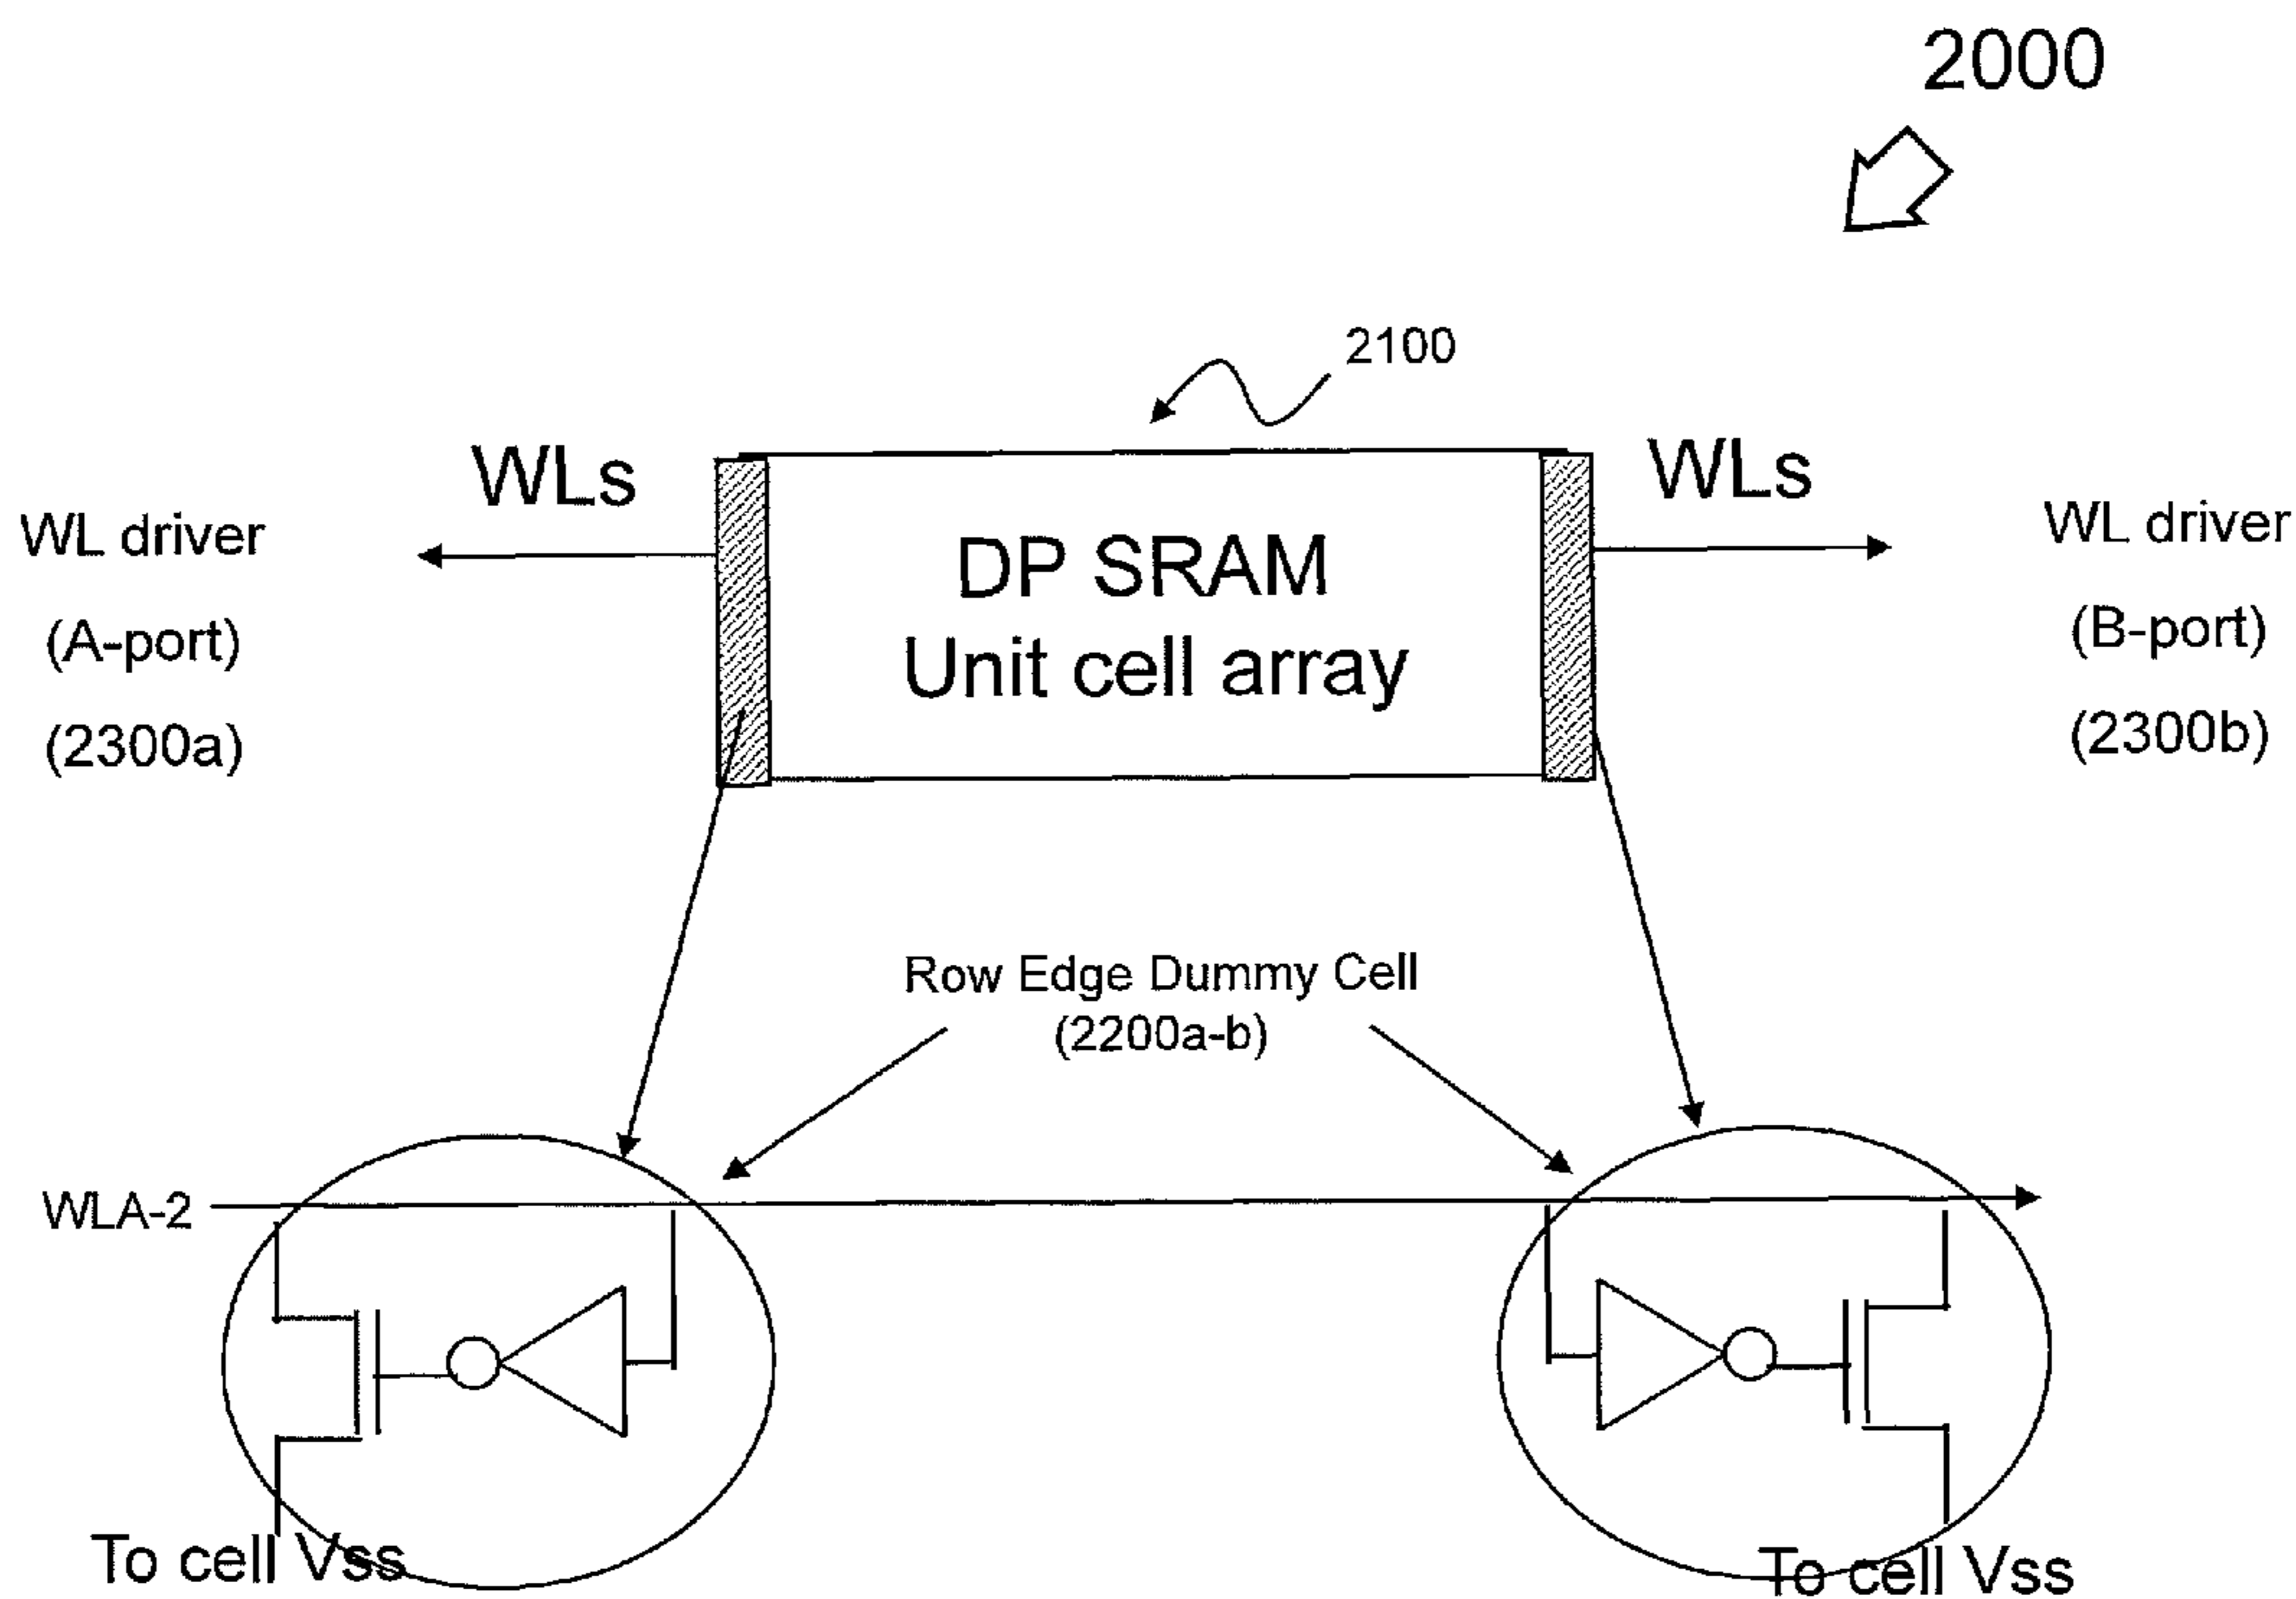 2000
2100
WLs
WLs
WL driver
(A-port)
(2300a)
DP SRAM
Unit cell array
WL driver
(B-port)
(2300b)
Row Edge Dummy Cell
(2200a-b)
WLA-2
To cell Vss
To cell Vss